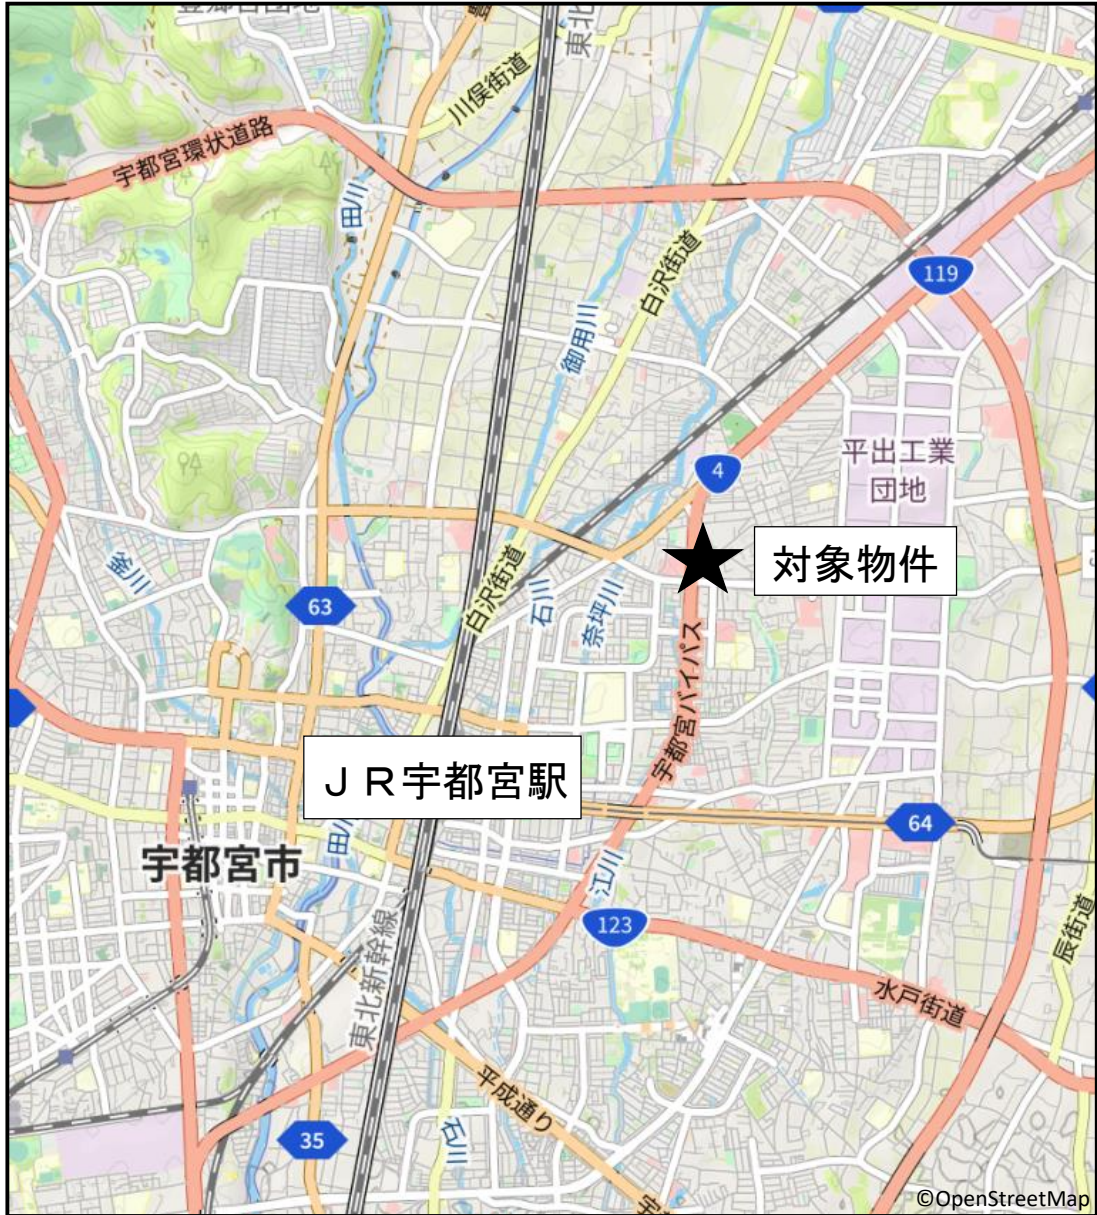 東北
川俣街道
宇都宮環状道路
田川
白沢街道
119
御用川
平出工業
団地
4
対象物件
釜川
白沢街道
石川
奈坪川
63
宇都宮バイパス
ＪＲ宇都宮駅
64
田川
宇都宮市
江川
123
辰街道
東北新幹線
水戸街道
平成通り
35
石川
©OpenStreetMap